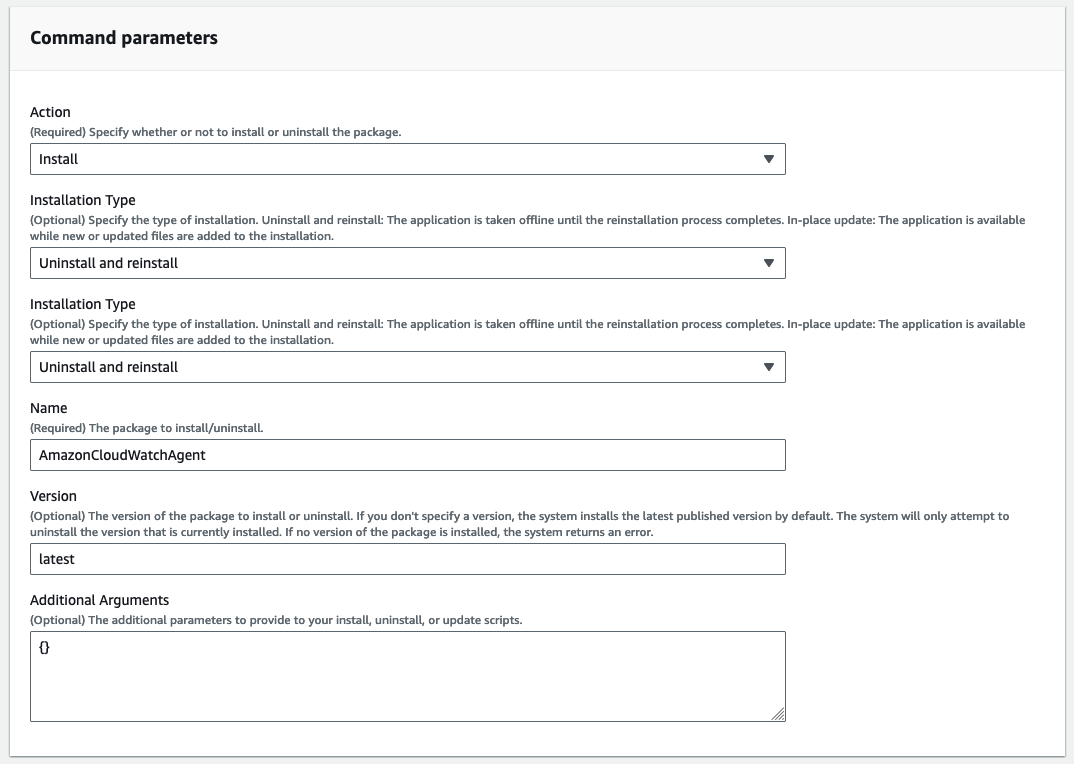 Command parameters
Action
(Required) Specify whether or not to install or uninstall the package.
Install
Installation Type
(Optional) Specify the type of installation. Uninstall and reinstall: The application is taken offline until the reinstallation process completes. In-place update: The application is available
while new or updated files are added to the installation.
Uninstall and reinstall
Installation Type
(Optional) Specify the type of installation. Uninstall and reinstall: The application is taken offline until the reinstallation process completes. In-place update: The application is available
while new or updated files are added to the installation.
Uninstall and reinstall
Name
(Required) The package to install/uninstall.
AmazonCloudWatchAgent
Version
(Optional) The version of the package to install or uninstall. If you don't specify a version, the system installs the latest published version by default. The system will only attempt to
uninstall the version that is currently installed. If no version of the package is installed, the system returns an error.
latest
Additional Arguments
(Optional) The additional parameters to provide to your install, uninstall, or update scripts.
{}